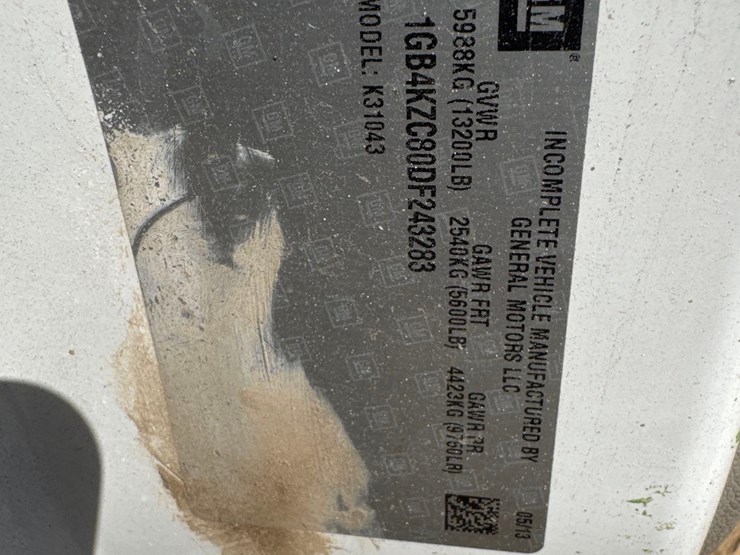 GM
®
INCOMPLETE VEHICLE MANUFACTURED BY
GENERAL MOTORS LLC
05/13
GVWR GAWR FRT GAWR RR
5988KG (13200LB) 2540KG (5600LB) 4423KG (9750LB)
1GB4KZC80DF243283
MODEL: K31043